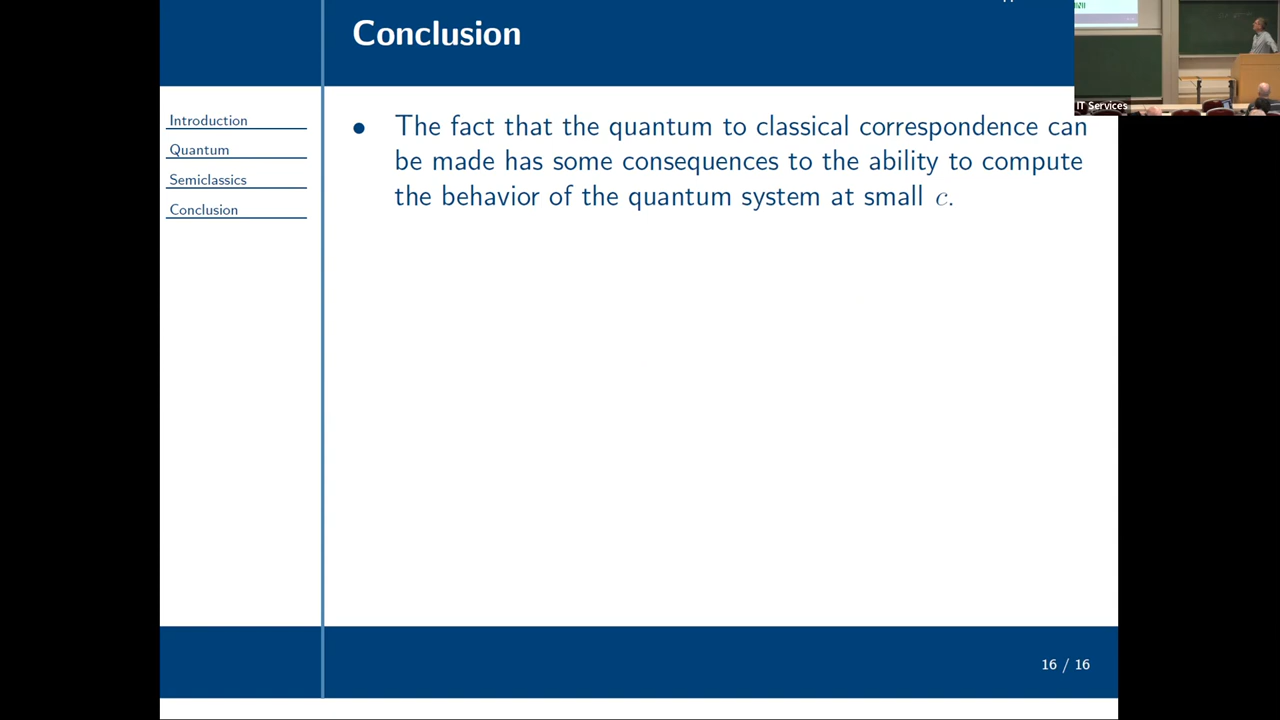 Conclusion
IT Services
Introduction
Quantum
Semiclassics
Conclusion
• The fact that the quantum to classical correspondence can
be made has some consequences to the ability to compute
the behavior of the quantum system at small c.
16 / 16